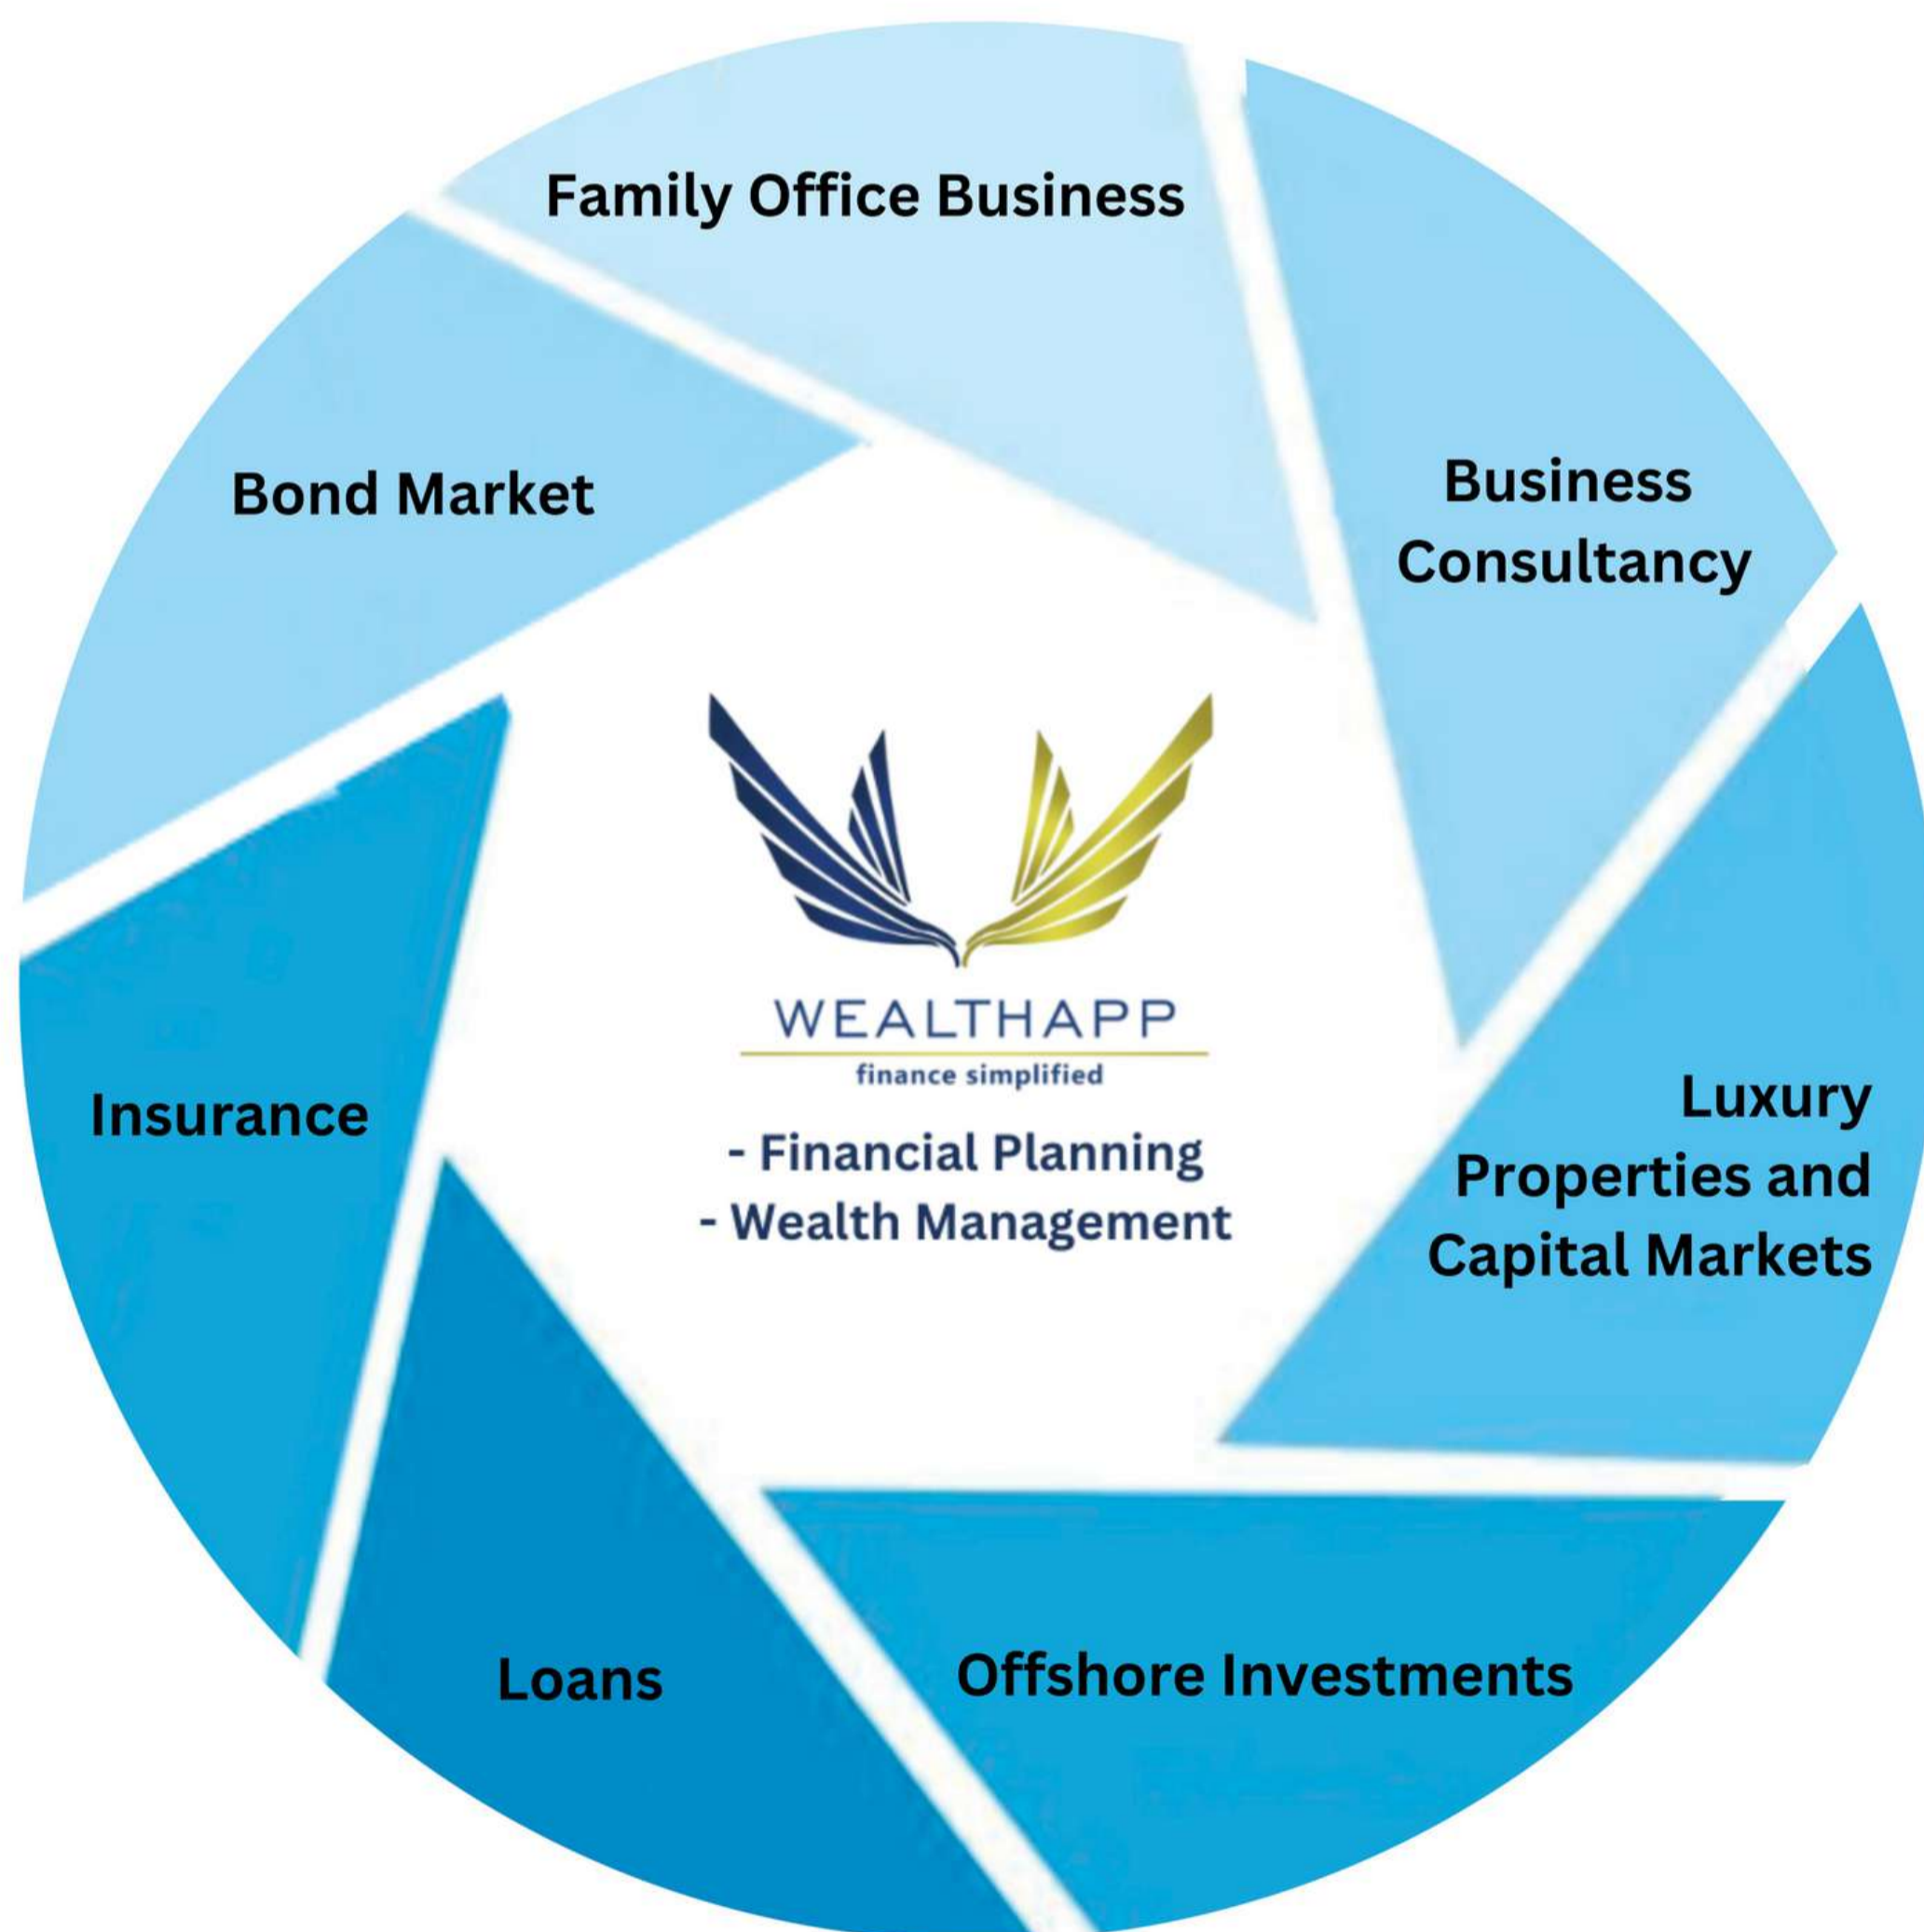 Family Office Business
Bond Market
Business
Consultancy
WEALTHAPP
finance simplified
- Financial Planning
- Wealth Management
Insurance
Luxury
Properties and
Capital Markets
Loans
Offshore Investments